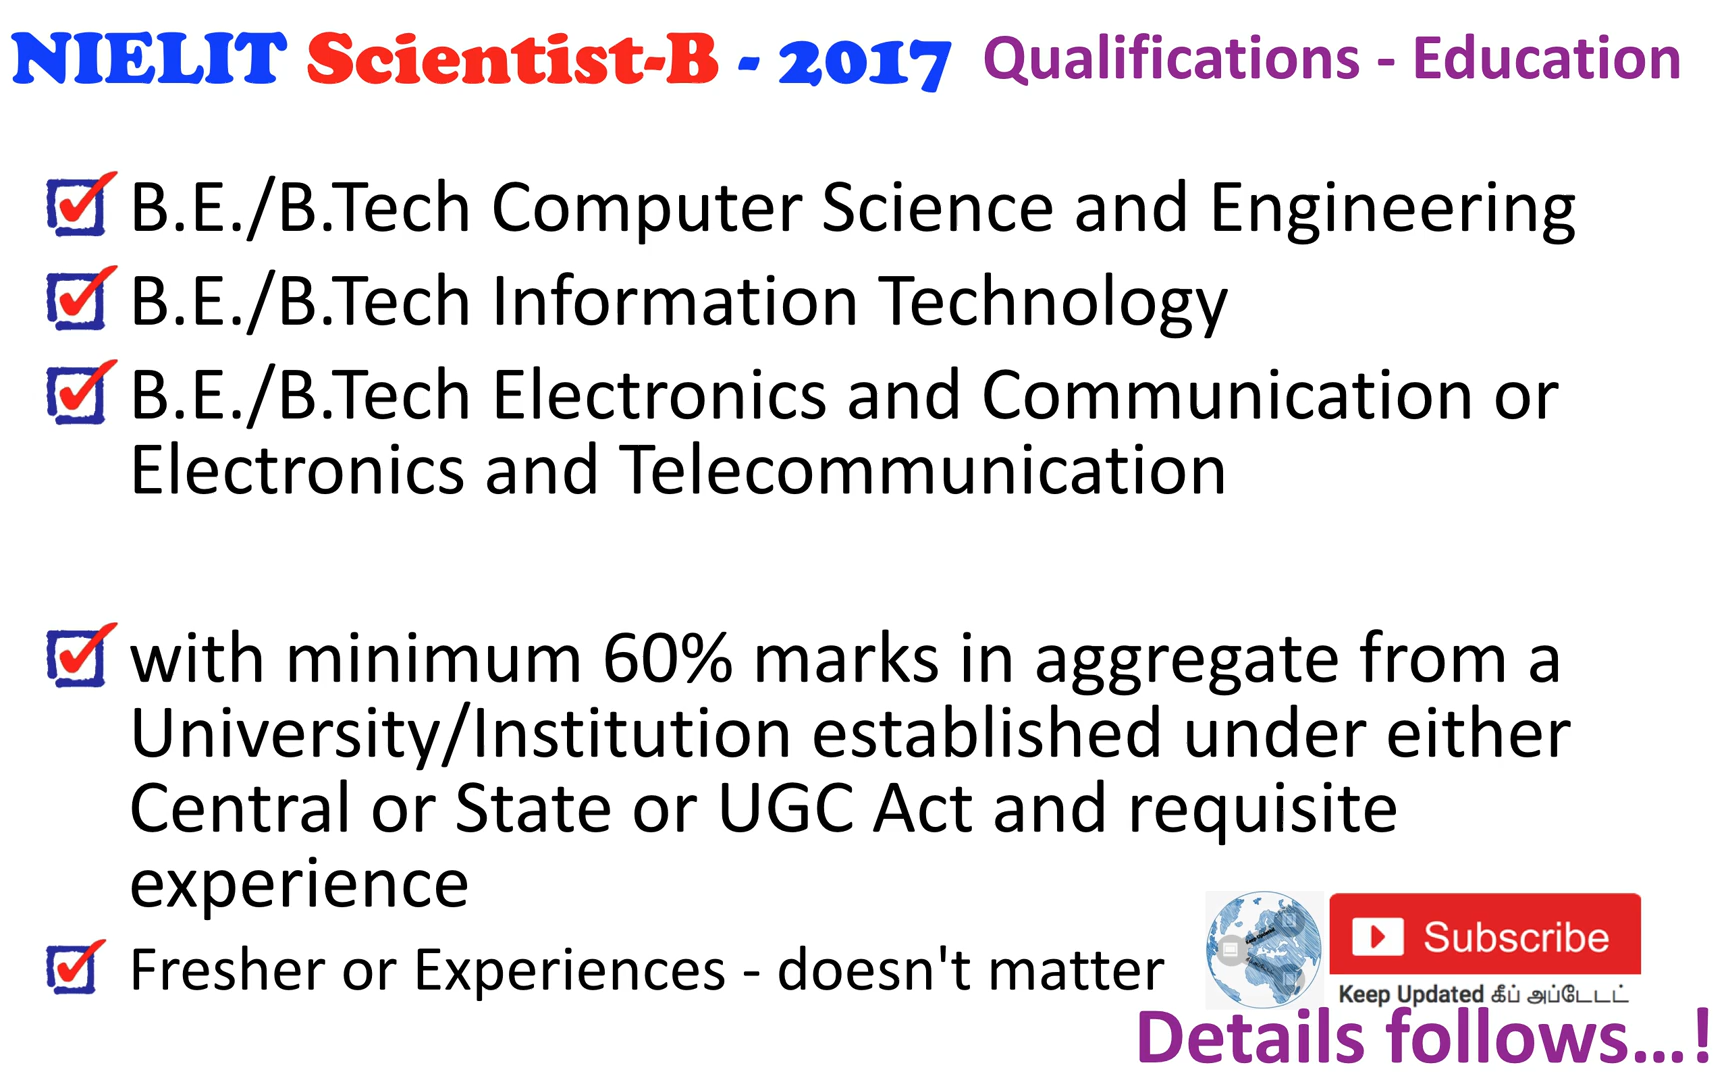 NIELIT Scientist-B - 2017 Qualifications - Education
B.E./B.Tech Computer Science and Engineering
B.E./B.Tech Information Technology
B.E./B.Tech Electronics and Communication or
Electronics and Telecommunication
with minimum 60% marks in aggregate from a
University/Institution established under either
Central or State or UGC Act and requisite
experience
Fresher or Experiences - doesn't matter
Subscribe
Keep Updated கீப் அப்டேட்
Details follows...!